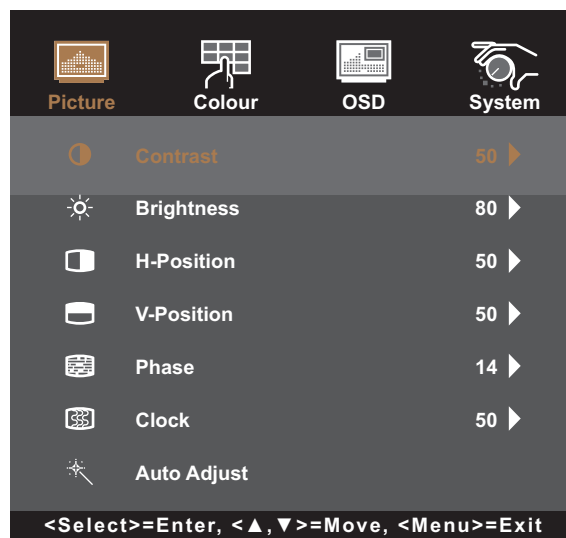 Picture Colour OSD System
Contrast 50
Brightness 80
H-Position 50
V-Position 50
Phase 14
Clock 50
Auto Adjust
<Select>=Enter, <▲,▼>=Move, <Menu>=Exit